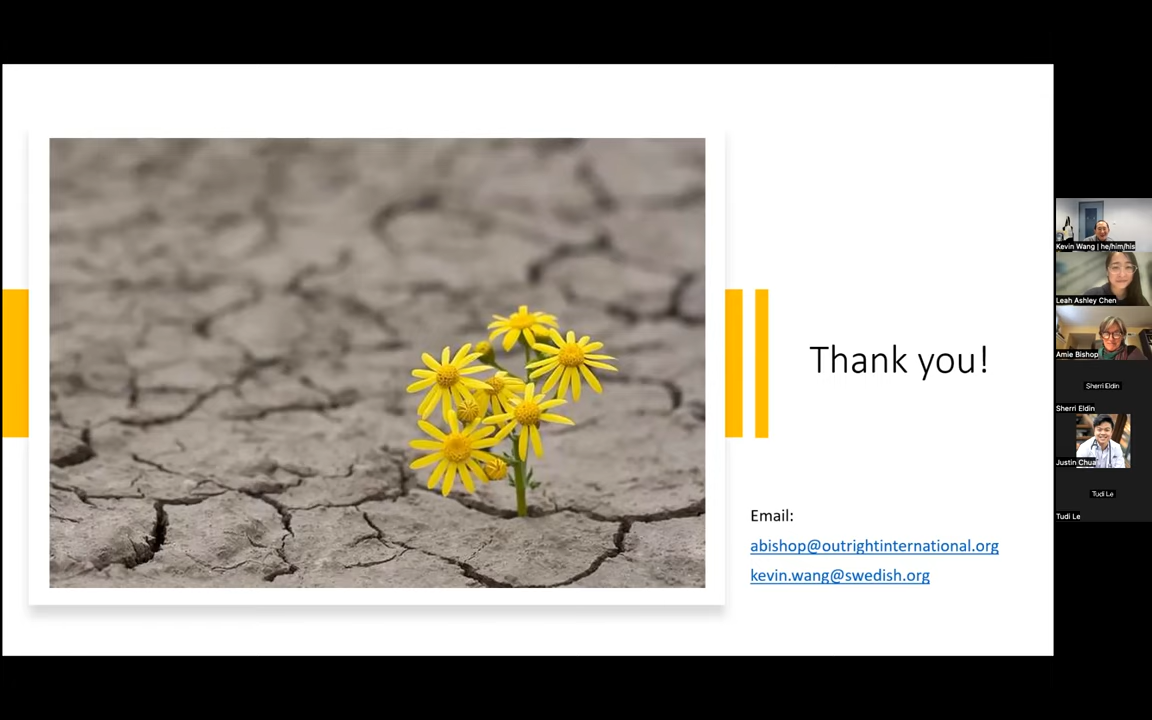 Thank you!
Email:
abishop@outrightinternational.org
kevin.wang@swedish.org
Kevin Wang | he/him/his
Leah Ashley Chen
Amie Bishop
Sherri Eldin
Sherri Eldin
Justin Chua
Tudi Le
Tudi Le